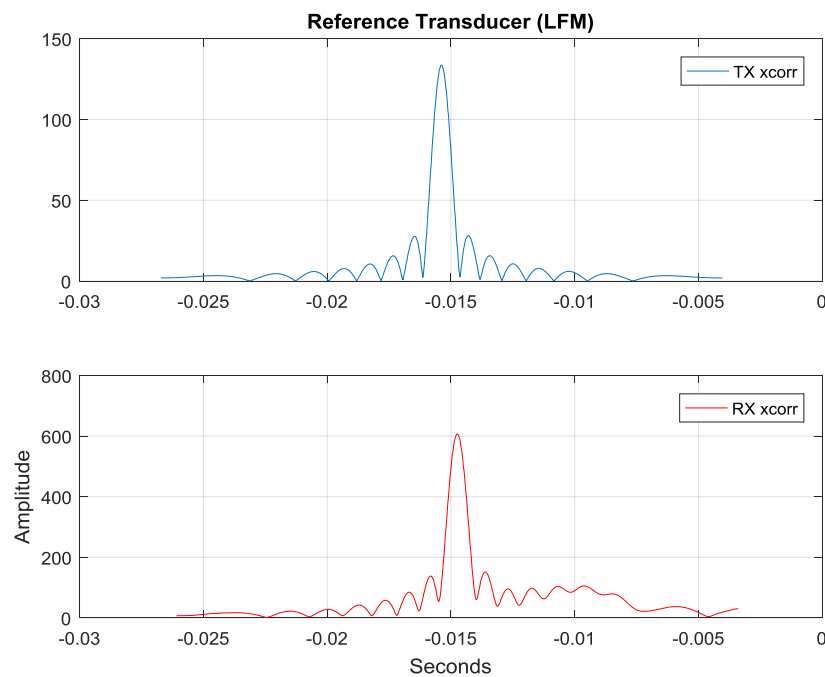 Reference Transducer (LFM)
150
100
50
0
TX xcorr
-0.03 -0.025 -0.02 -0.015 -0.01 -0.005 0
800
600
400
200
0
Amplitude
RX xcorr
-0.03 -0.025 -0.02 -0.015 -0.01 -0.005 0
Seconds